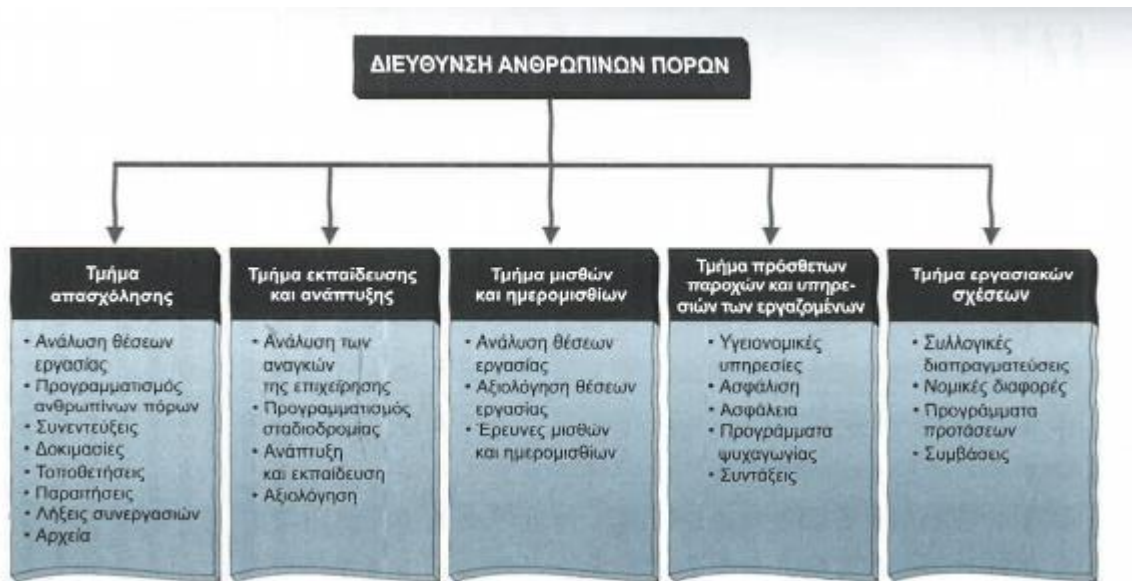 ΔΙΕΥΘΥΝΣΗ ΑΝΘΡΩΠΙΝΩΝ ΠΟΡΩΝ
Τμήμα
απασχόλησης
• Ανάλυση θέσεων
εργασίας
• Προγραμματισμός
ανθρωπίνων πόρων
• Συνεντεύξεις
• Δοκιμασίες
• Τοποθετήσεις
• Παραιτήσεις
• Λήξεις συνεργασιών
• Αρχεία
Τμήμα εκπαίδευσης
και ανάπτυξης
• Ανάλυση των
αναγκών
της επιχείρησης
• Προγραμματισμός
σταδιοδρομίας
• Ανάπτυξη
και εκπαίδευση
• Αξιολόγηση
Τμήμα μισθών
και ημερομισθίων
• Ανάλυση θέσεων
εργασίας
• Αξιολόγηση θέσεων
εργασίας
• Έρευνες μισθών
και ημερομισθίων
Τμήμα πρόσθετων
παροχών και υπηρε-
σιών των εργαζομένων
• Υγειονομικές
υπηρεσίες
• Ασφάλιση
• Ασφάλεια
• Προγράμματα
ψυχαγωγίας
• Συντάξεις
Τμήμα εργασιακών
σχέσεων
• Συλλογικές
διαπραγματεύσεις
• Νομικές διαφορές
• Προγράμματα
προτάσεων
• Συμβάσεις